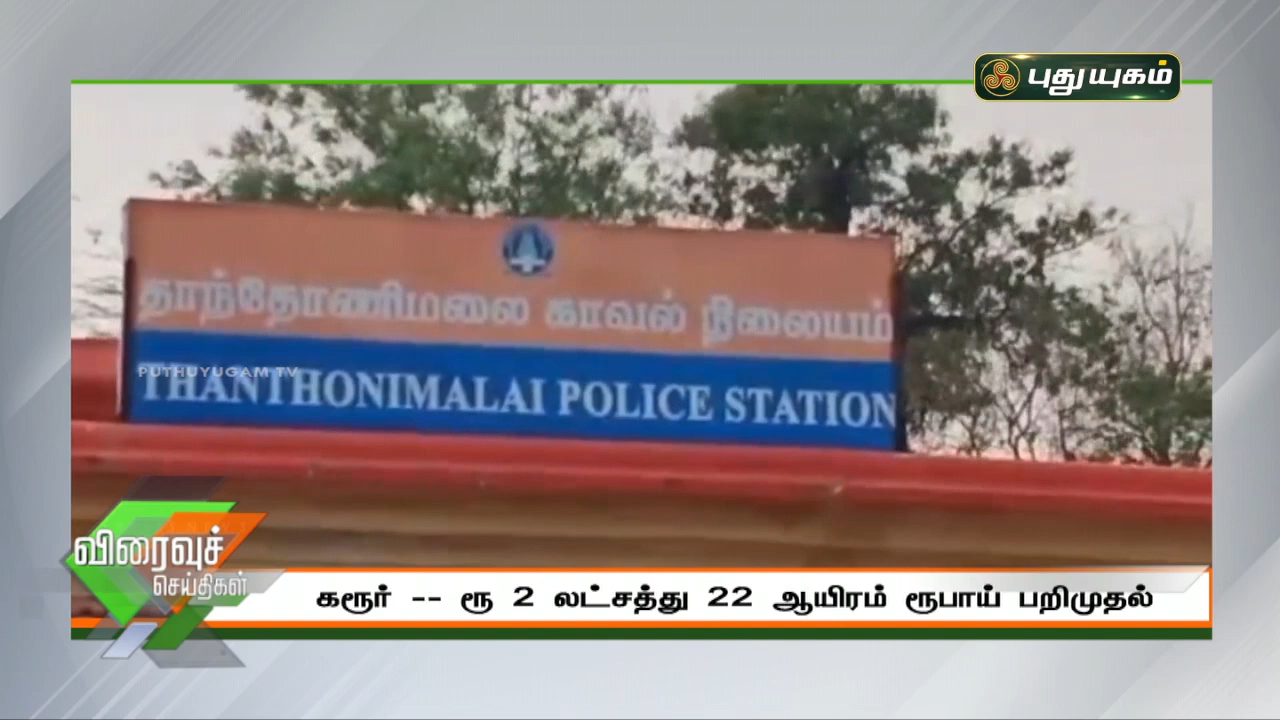 புதுயுகம்
தாந்தோணிமலை காவல் நிலையம்
PUTHUYUGAM TV
THANTHONIMALAI POLICE STATION
விரைவுச்
செய்திகள்
கரூர் -- ரூ 2 லட்சத்து 22 ஆயிரம் ரூபாய் பறிமுதல்